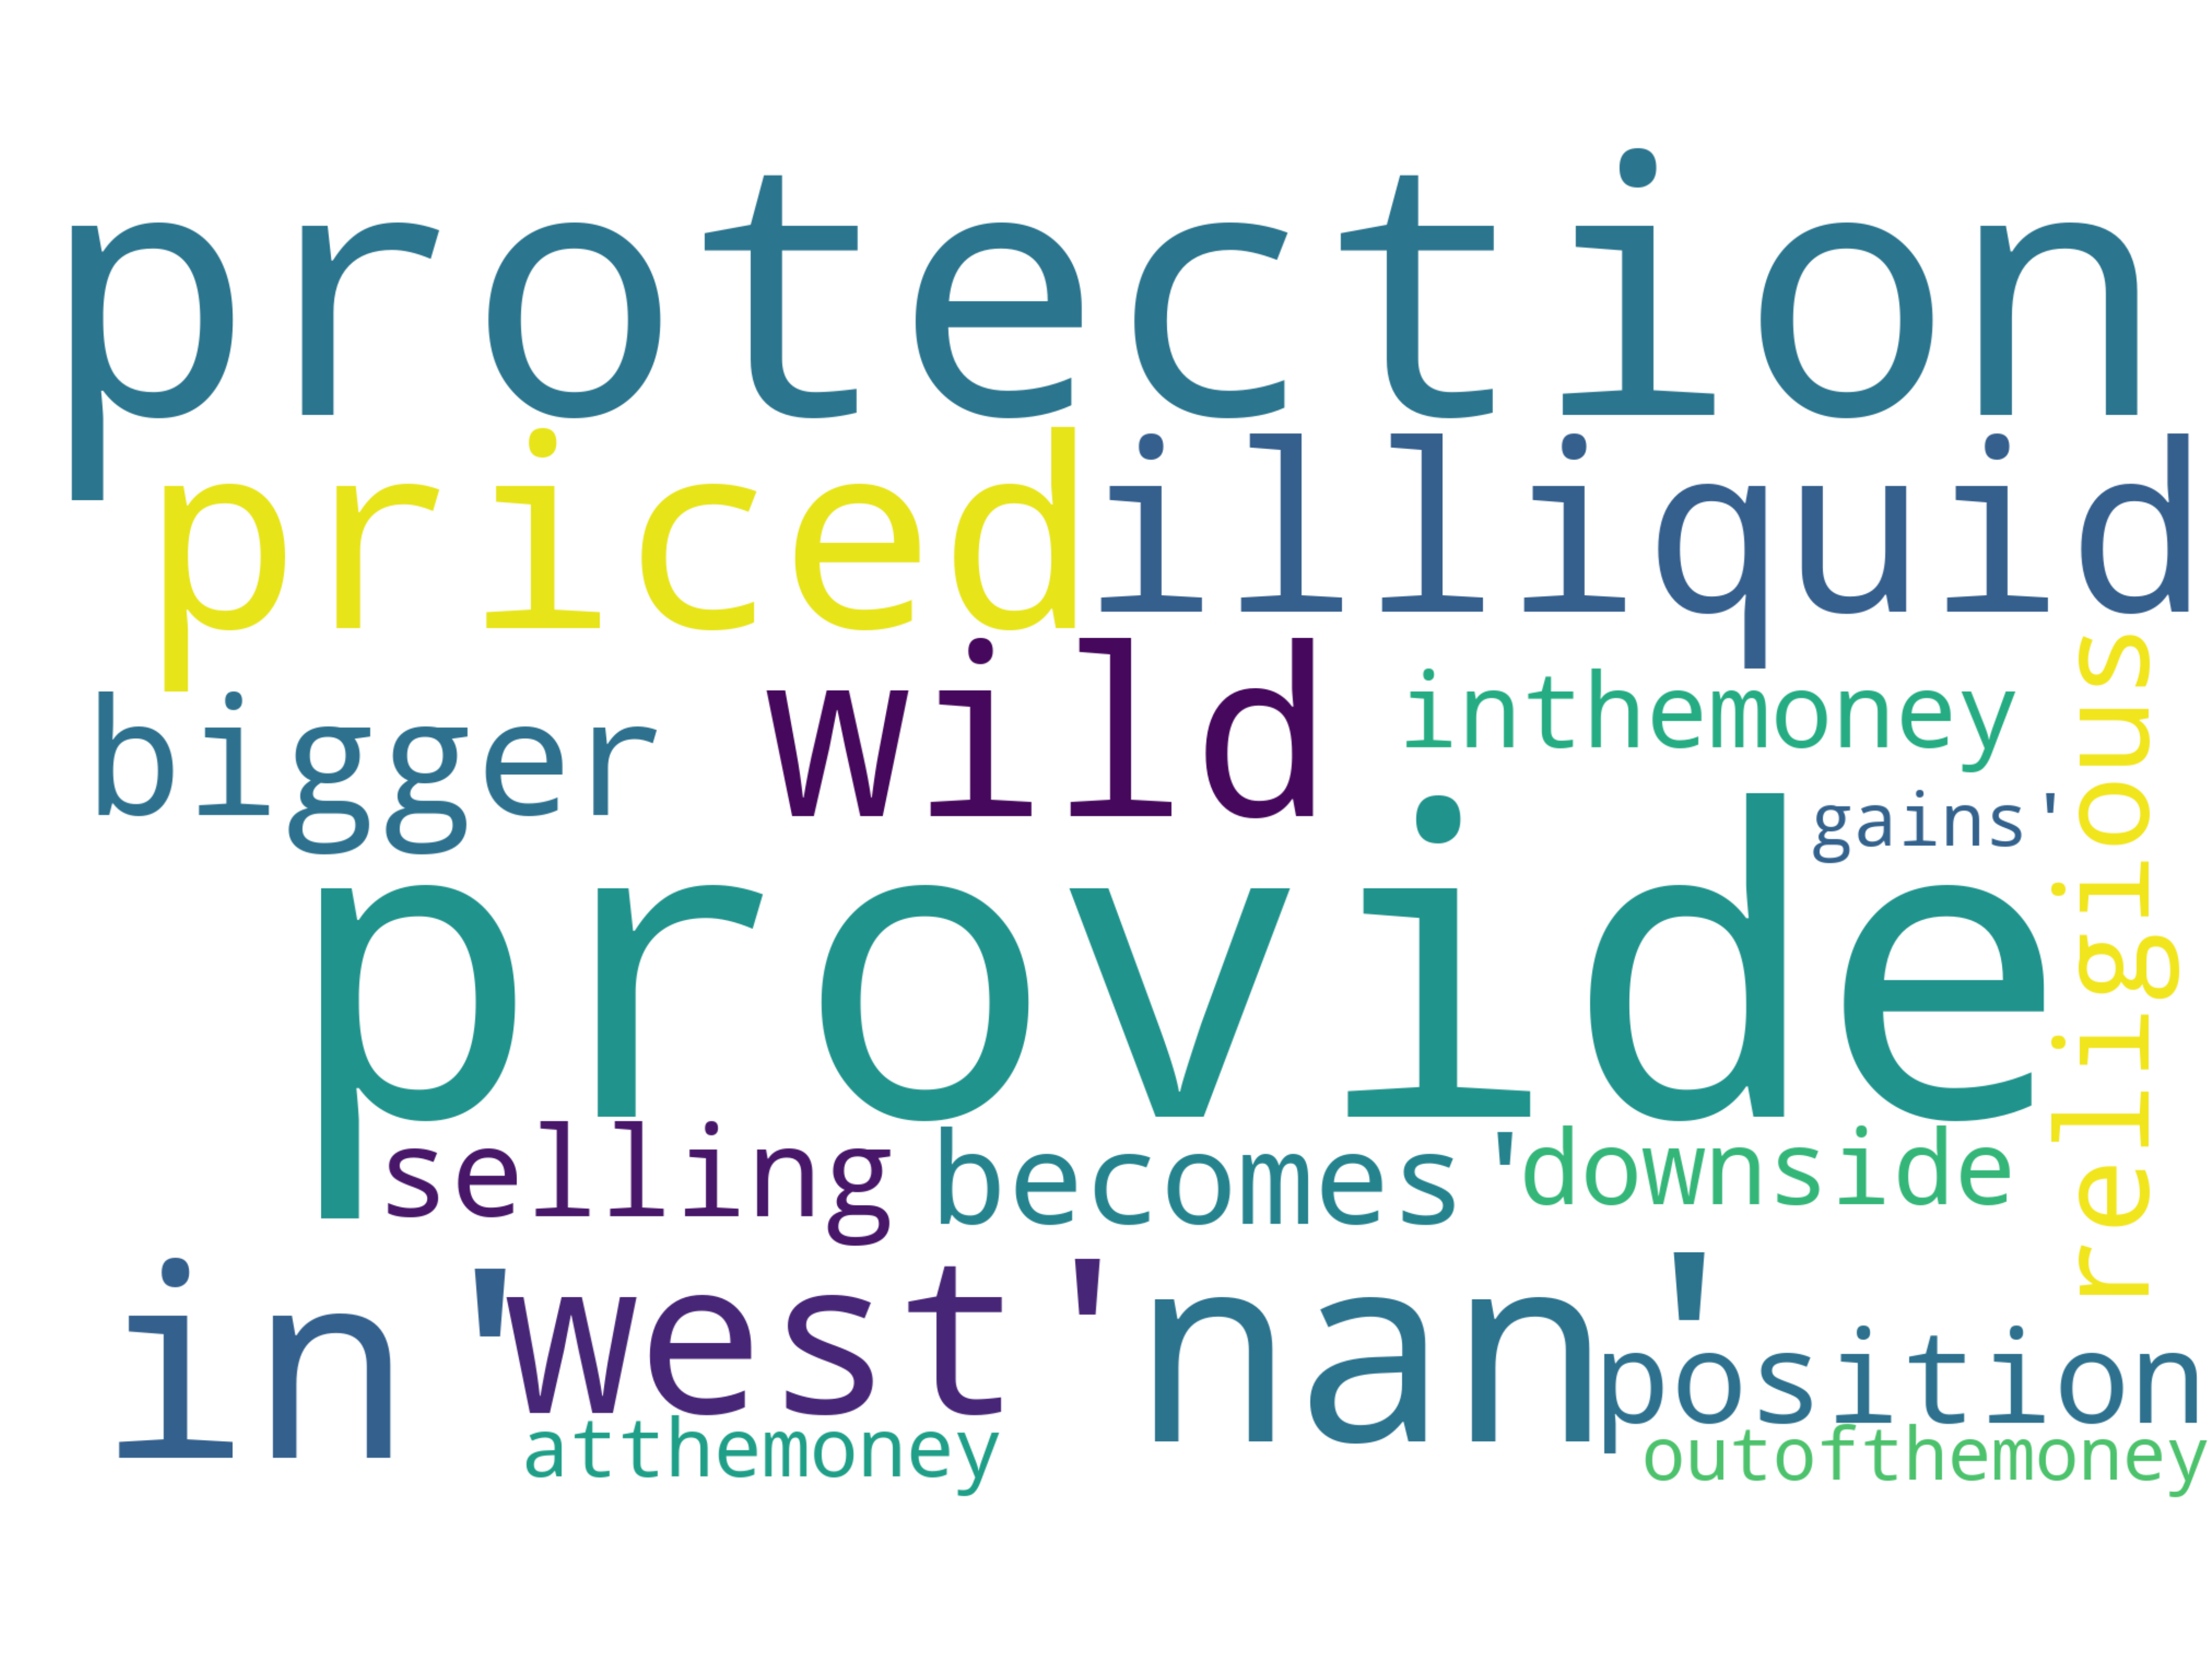 protection
priced illiquid
bigger wild inthemoney
gains'
religious
provide
selling becomes' downside
in' west' nan' position
atthemoney outofthemoney